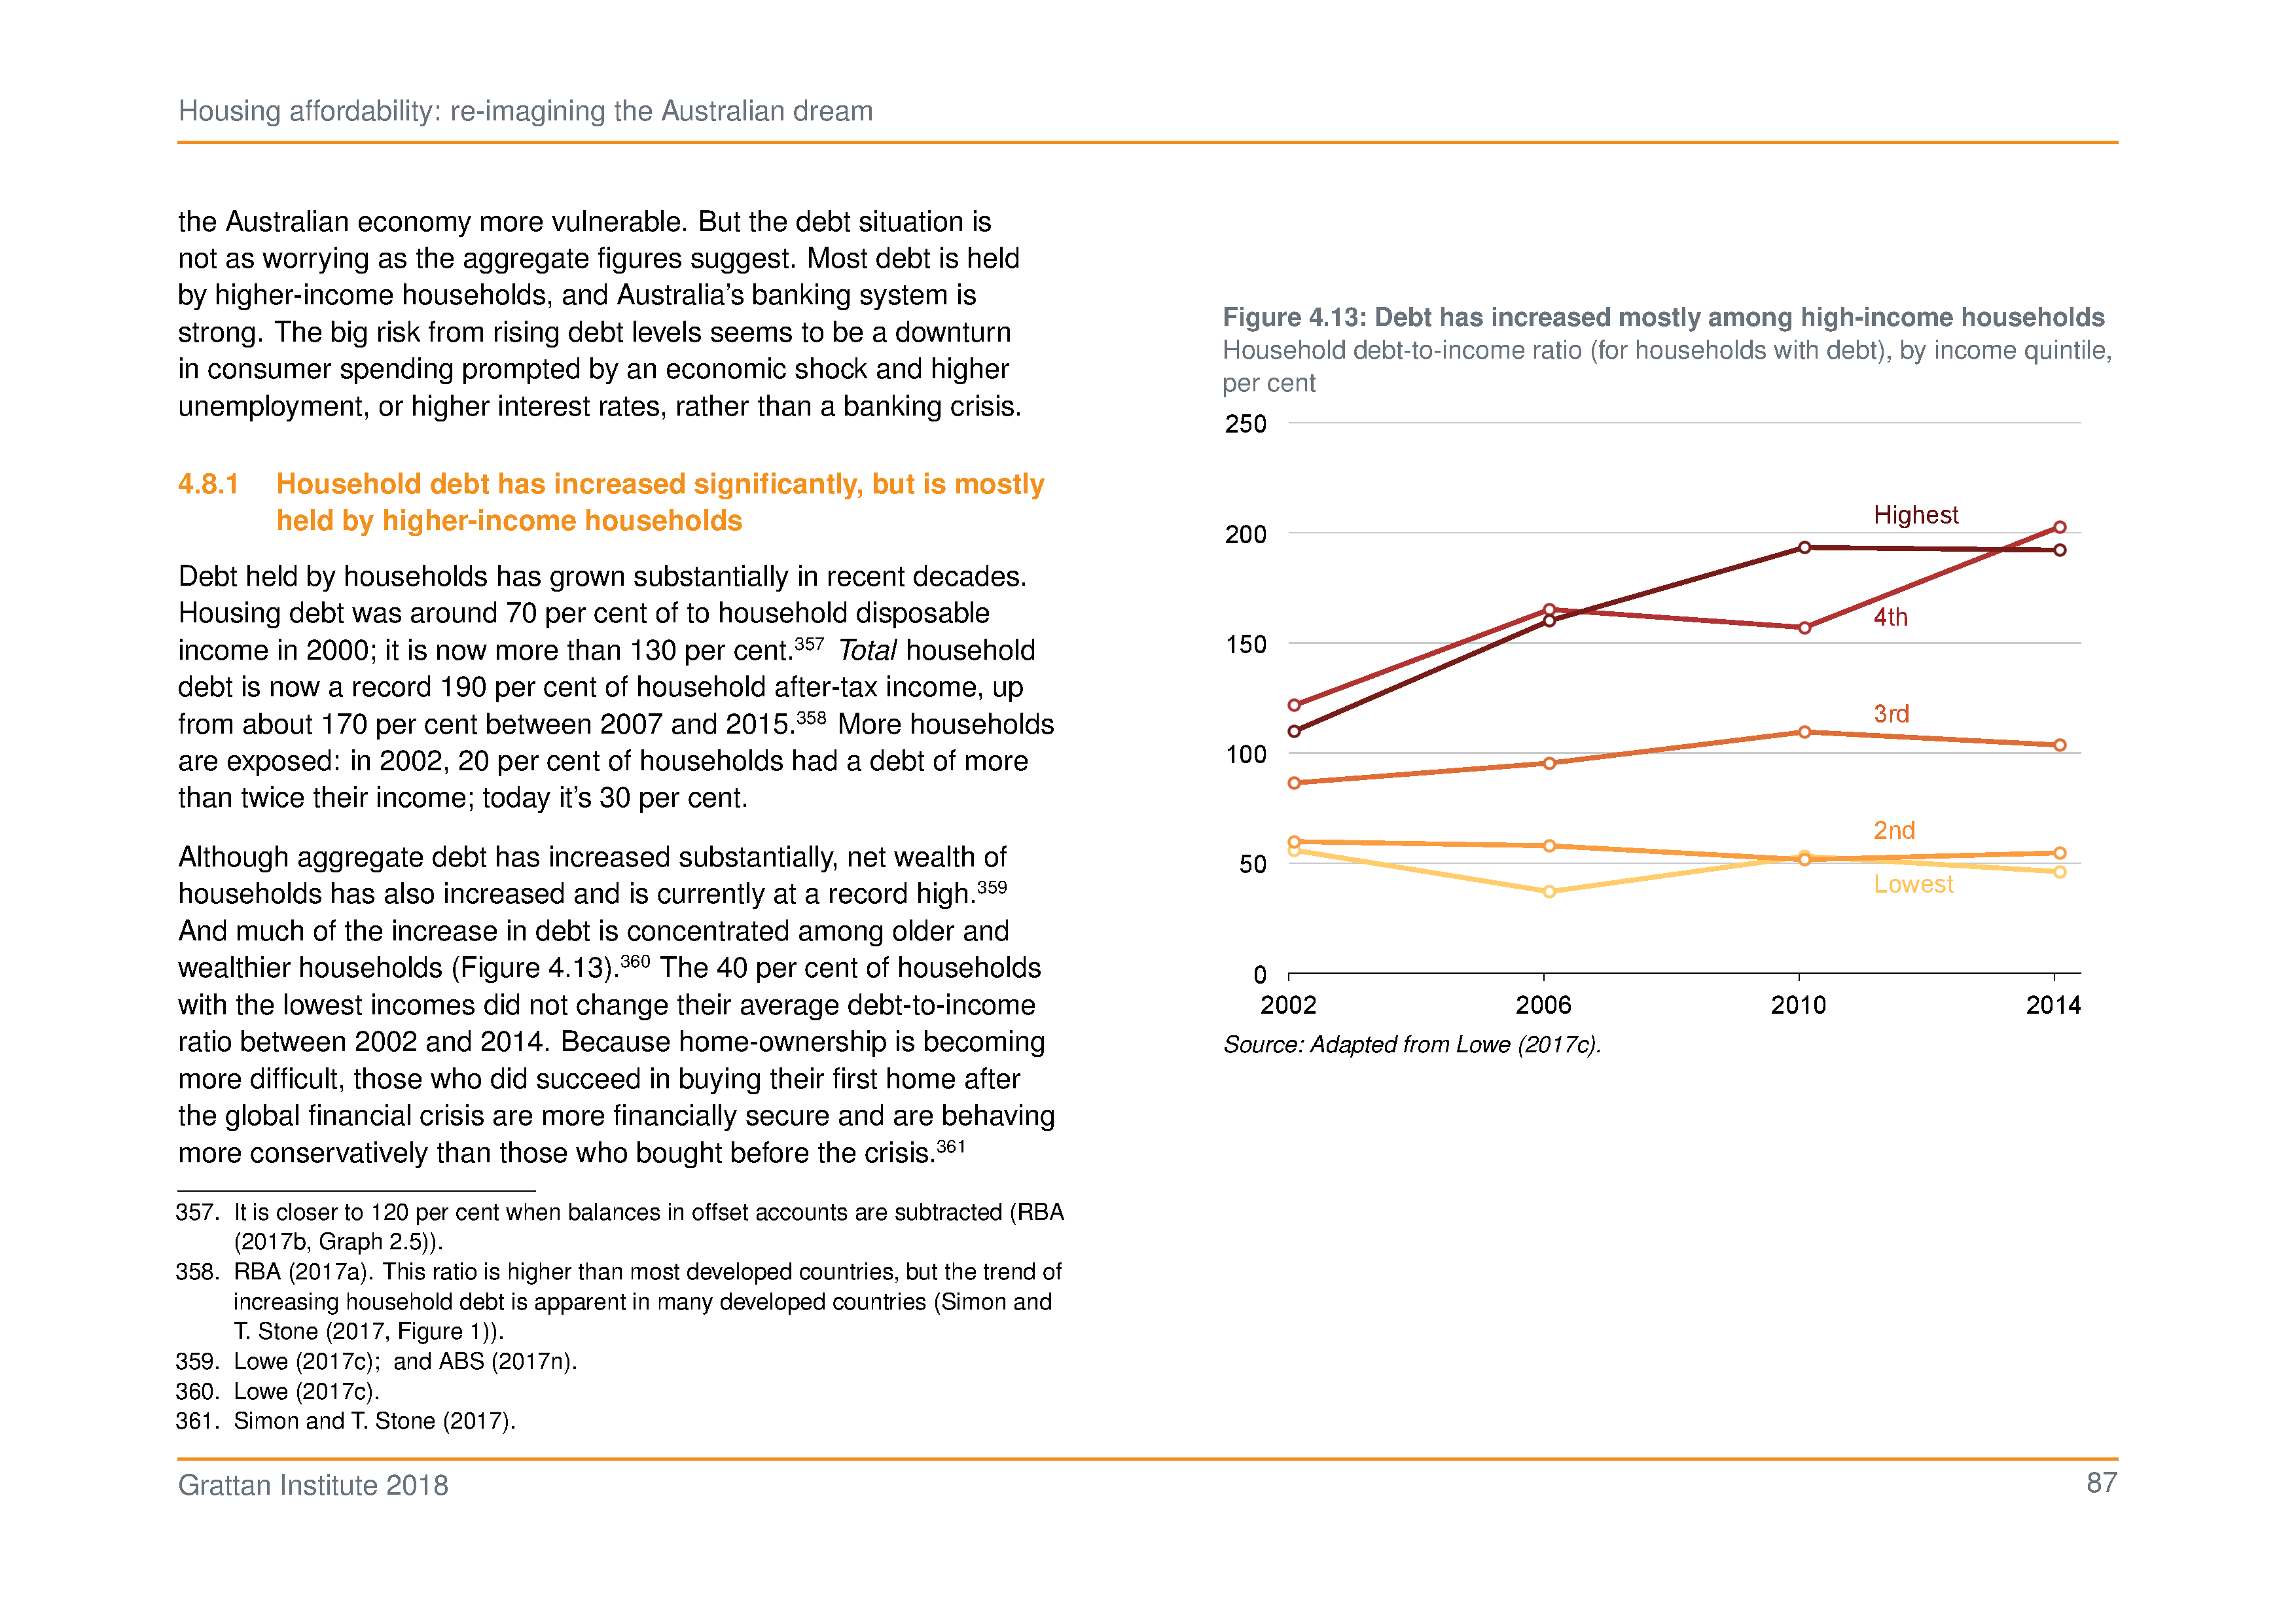 Housing affordability: re-imagining the Australian dream
the Australian economy more vulnerable. But the debt situation is
not as worrying as the aggregate figures suggest. Most debt is held
by higher-income households, and Australia's banking system is
strong. The big risk from rising debt levels seems to be a downturn
in consumer spending prompted by an economic shock and higher
unemployment, or higher interest rates, rather than a banking crisis.
4.8.1 Household debt has increased significantly, but is mostly
held by higher-income households
Debt held by households has grown substantially in recent decades.
Housing debt was around 70 per cent of to household disposable
income in 2000; it is now more than 130 per cent.357 Total household
debt is now a record 190 per cent of household after-tax income, up
from about 170 per cent between 2007 and 2015.358 More households
are exposed: in 2002, 20 per cent of households had a debt of more
than twice their income; today it's 30 per cent.
Although aggregate debt has increased substantially, net wealth of
households has also increased and is currently at a record high.359
And much of the increase in debt is concentrated among older and
wealthier households (Figure 4.13).360 The 40 per cent of households
with the lowest incomes did not change their average debt-to-income
ratio between 2002 and 2014. Because home-ownership is becoming
more difficult, those who did succeed in buying their first home after
the global financial crisis are more financially secure and are behaving
more conservatively than those who bought before the crisis.361
357. It is closer to 120 per cent when balances in offset accounts are subtracted (RBA
(2017b, Graph 2.5)).
358. RBA (2017a). This ratio is higher than most developed countries, but the trend of
increasing household debt is apparent in many developed countries (Simon and
T. Stone (2017, Figure 1)).
359. Lowe (2017c); and ABS (2017n).
360. Lowe (2017c).
361. Simon and T. Stone (2017).
Figure 4.13: Debt has increased mostly among high-income households
Household debt-to-income ratio (for households with debt), by income quintile,
per cent
250
Highest
200
4th
150
3rd
100
2nd
50
Lowest
0
2002 2006 2010 2014
Source: Adapted from Lowe (2017c).
Grattan Institute 2018
87